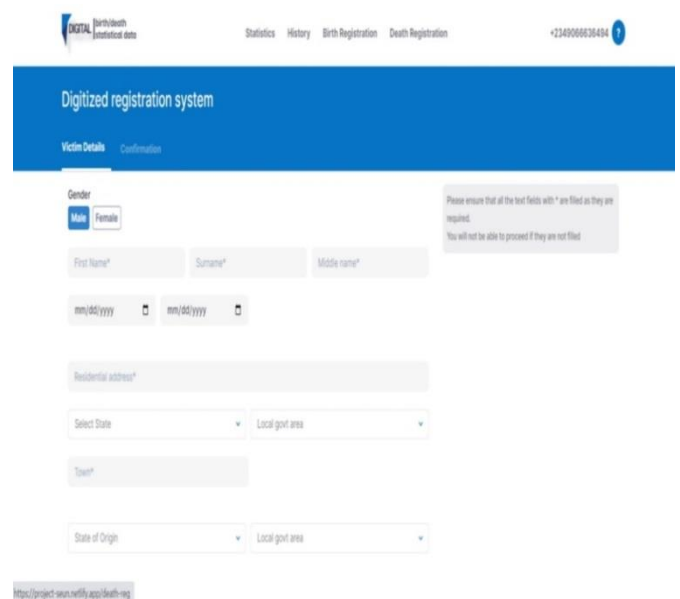 DIGITAL birth/death
statistical data
Statistics History Birth Registration Death Registration
+2349066636484 ?
Digitized registration system
Victim Details Confirmation
Gender
Male Female
Please ensure that all the text fields with * are filled as they are
required.
You will not be able to proceed if they are not filled
First Name* Surname* Middle name*
mm/dd/yyyy mm/dd/yyyy
Residential address*
Select State Local govt area
Town*
State of Origin Local govt area
https://project-seun.netlify.app/death-reg